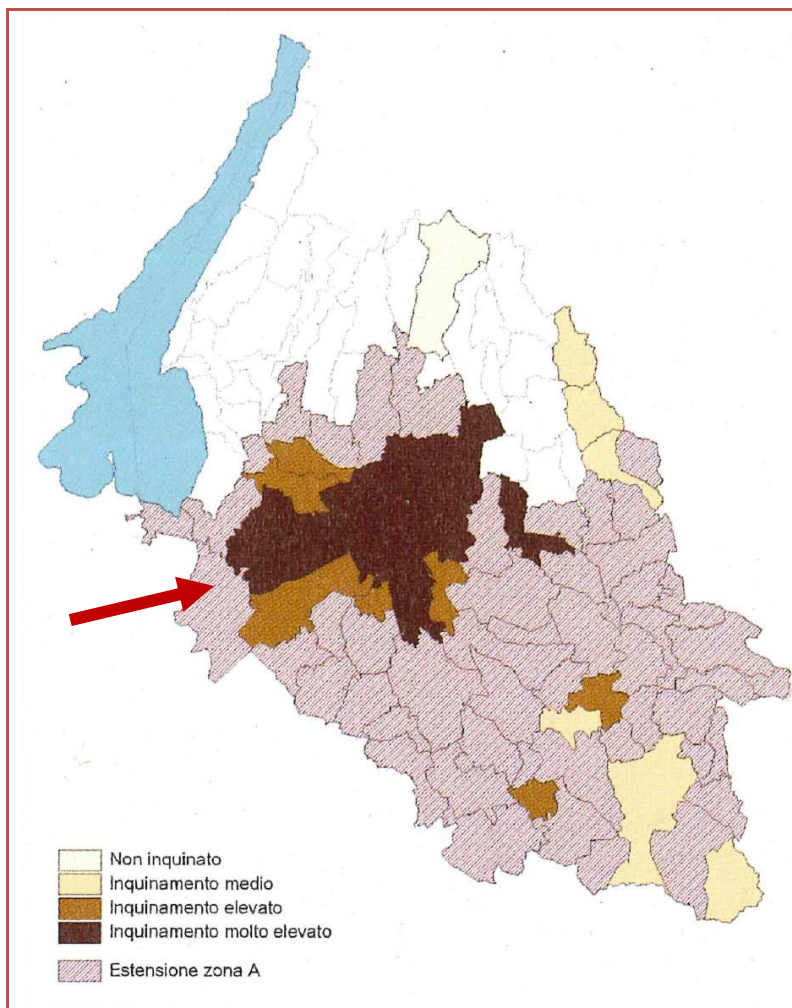 Non inquinato
Inquinamento medio
Inquinamento elevato
Inquinamento molto elevato
Estensione zona A